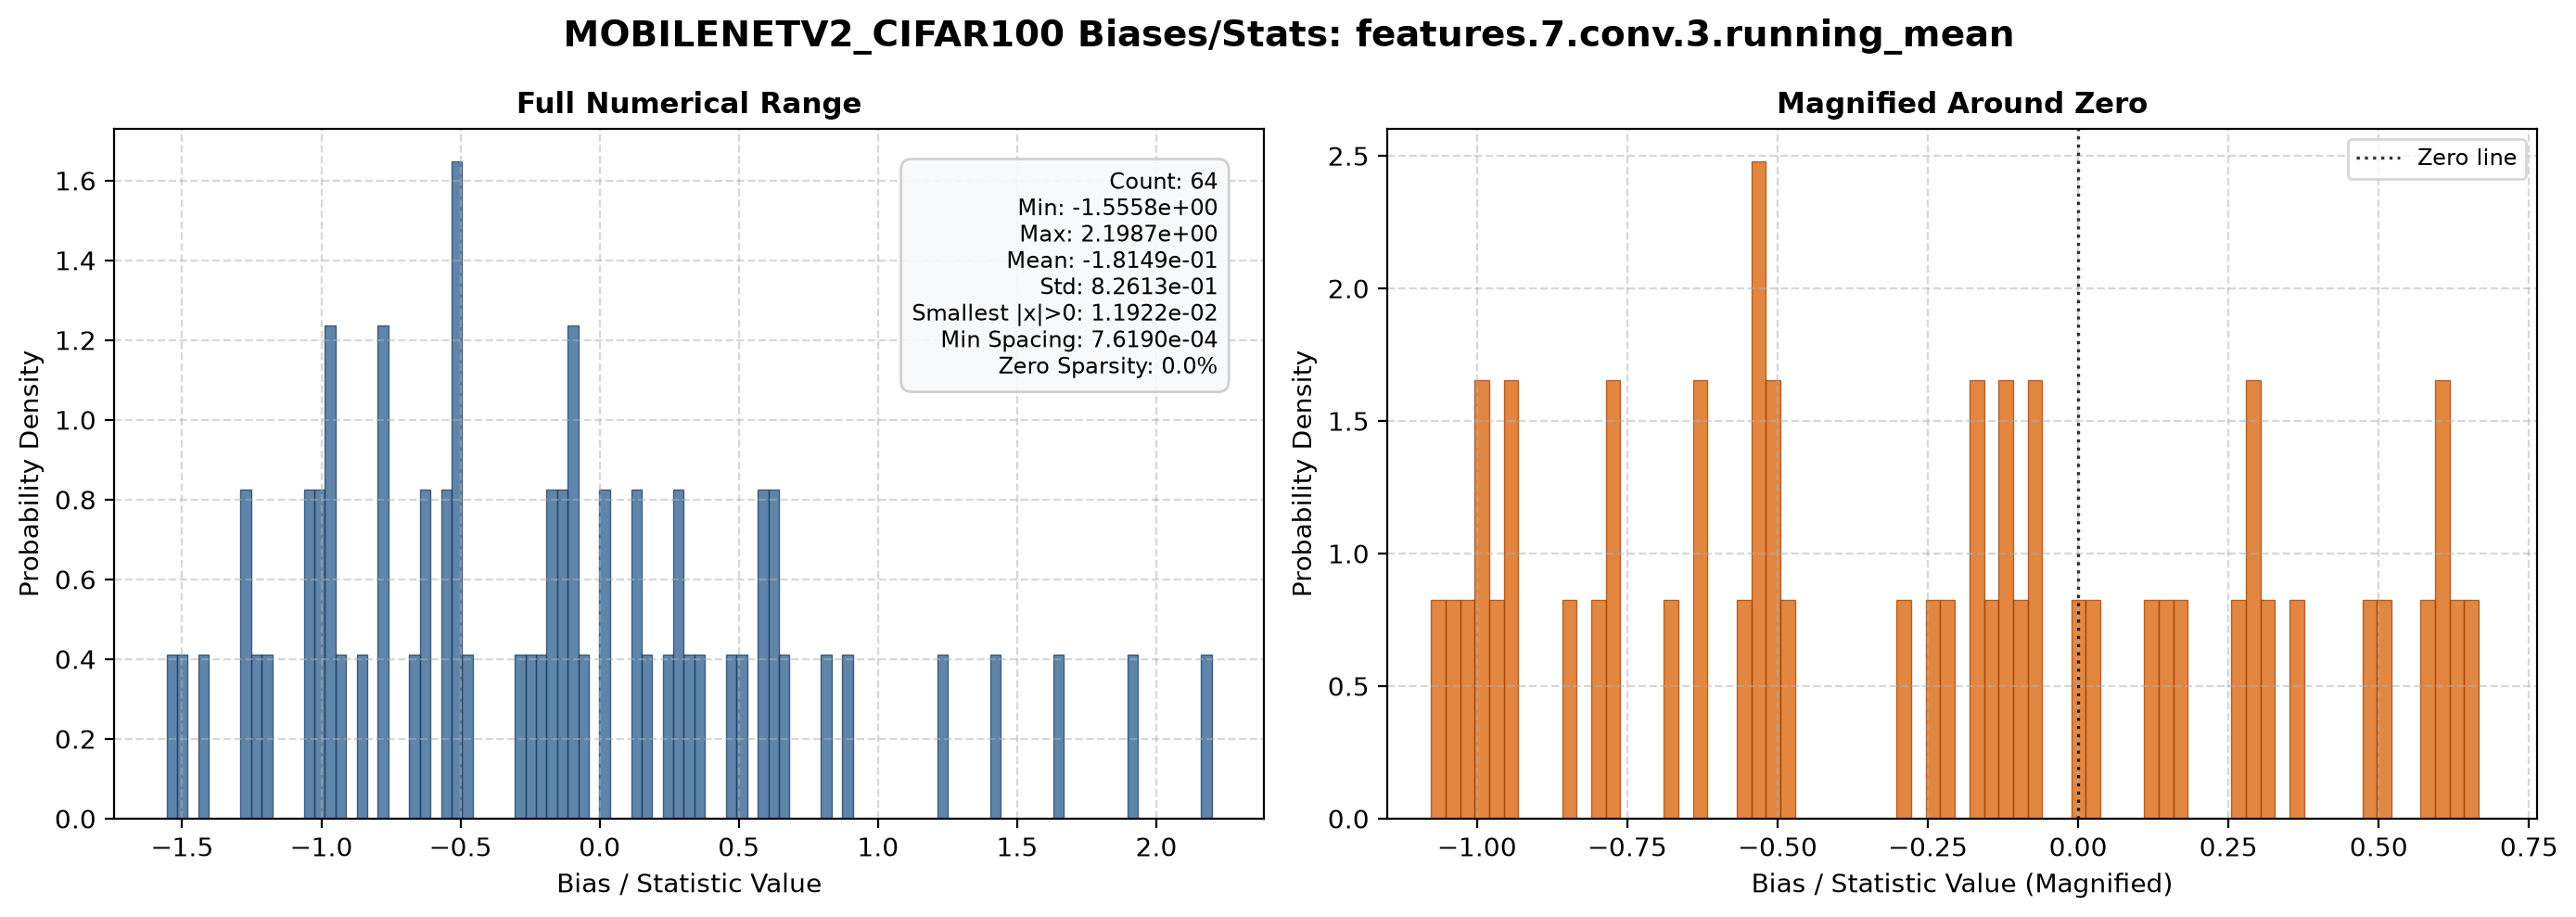 MOBILENETV2_CIFAR100 Biases/Stats: features.7.conv.3.running_mean
Full Numerical Range
Probability Density
1.6
1.4
1.2
1.0
0.8
0.6
0.4
0.2
0.0
Count: 64
Min: -1.5558e+00
Max: 2.1987e+00
Mean: -1.8149e-01
Std: 8.2613e-01
Smallest |x|>0: 1.1922e-02
Min Spacing: 7.6190e-04
Zero Sparsity: 0.0%
−1.5 −1.0 −0.5 0.0 0.5 1.0 1.5 2.0
Bias / Statistic Value
Magnified Around Zero
Probability Density
2.5
2.0
1.5
1.0
0.5
0.0
Zero line
−1.00 −0.75 −0.50 −0.25 0.00 0.25 0.50 0.75
Bias / Statistic Value (Magnified)